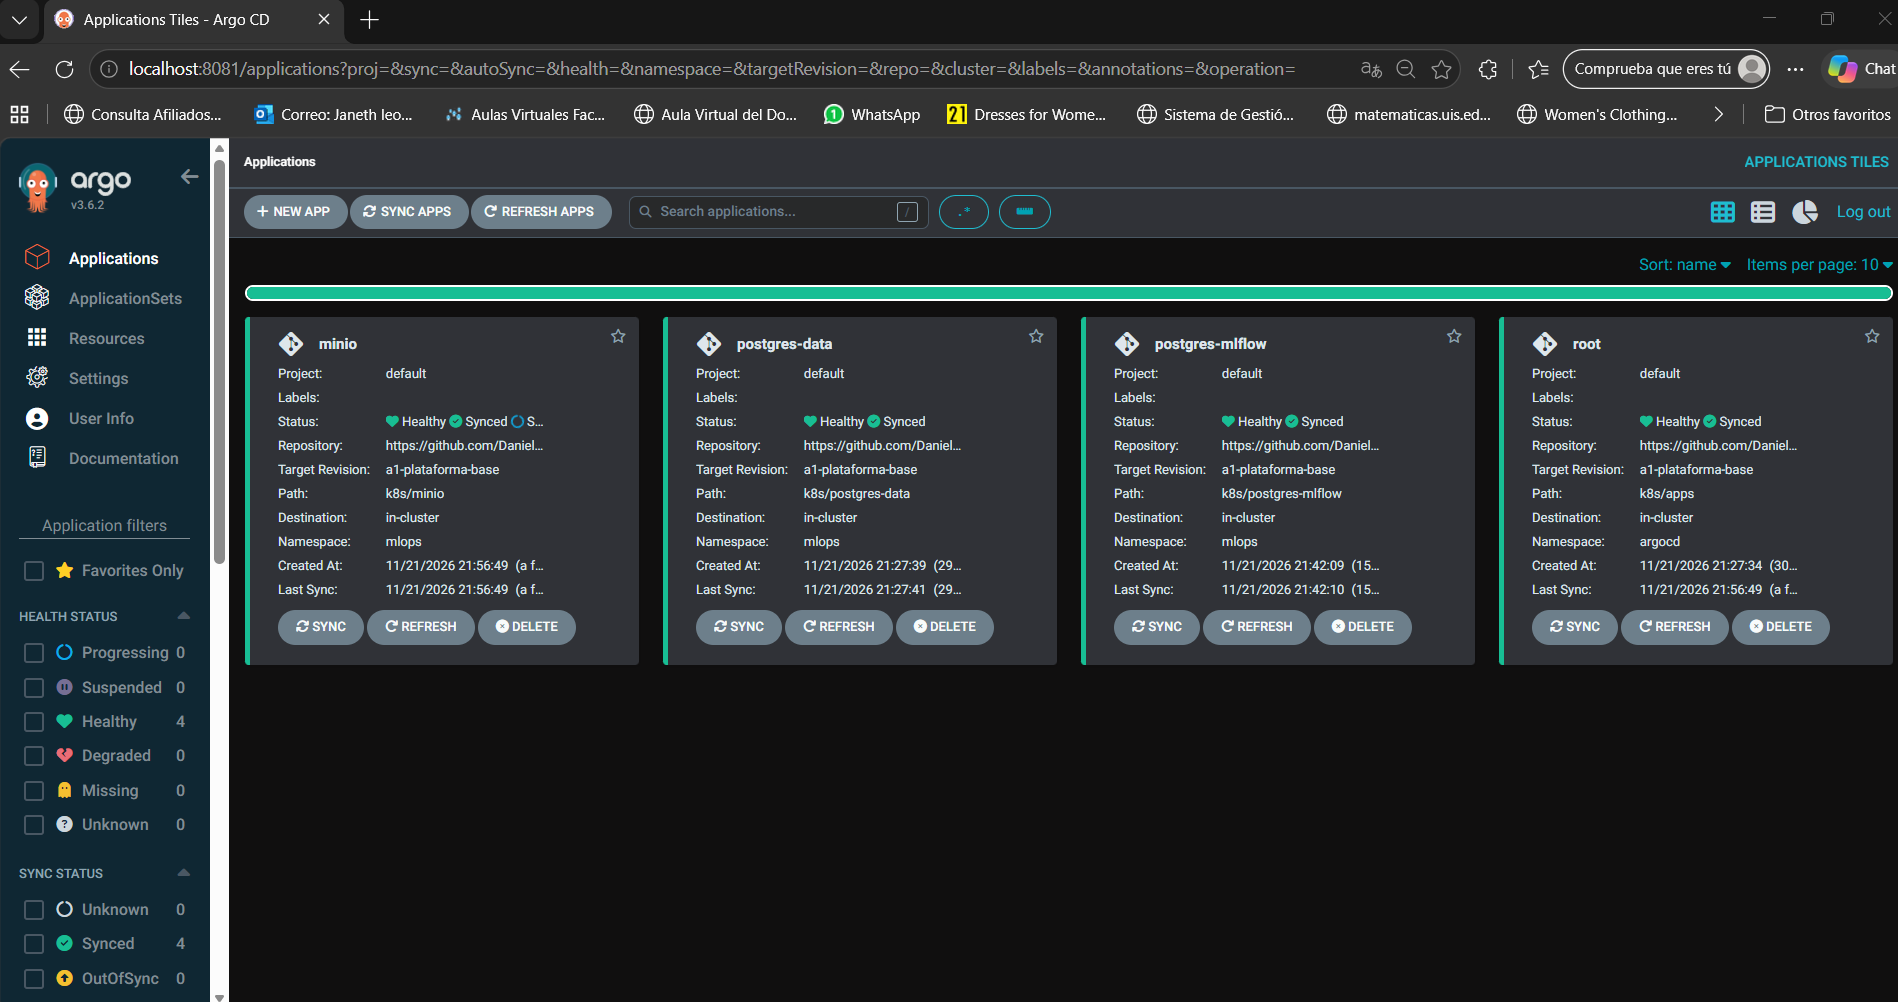 Applications Tiles - Argo CD
localhost:8081/applications?proj=&sync=&autoSync=&health=&namespace=&targetRevision=&repo=&cluster=&labels=&annotations=&operation=
Comprueba que eres tú
Chat
Consulta Afiliados...
Correo: Janeth leo...
Aulas Virtuales Fac...
Aula Virtual del Do...
WhatsApp
Dresses for Wome...
Sistema de Gestió...
matematicas.uis.ed...
Women's Clothing...
Otros favoritos
argo
v3.6.2
Applications
ApplicationSets
Resources
Settings
User Info
Documentation
Application filters
Favorites Only
HEALTH STATUS
Progressing 0
Suspended 0
Healthy 4
Degraded 0
Missing 0
Unknown 0
SYNC STATUS
Unknown 0
Synced 4
OutOfSync 0
Applications
APPLICATIONS TILES
+ NEW APP
SYNC APPS
REFRESH APPS
Search applications...
/
.*
Log out
Sort: name
Items per page: 10
minio
Project: default
Labels:
Status: Healthy Synced S...
Repository: https://github.com/Daniel...
Target Revision: a1-plataforma-base
Path: k8s/minio
Destination: in-cluster
Namespace: mlops
Created At: 11/21/2026 21:56:49 (a f...
Last Sync: 11/21/2026 21:56:49 (a f...
SYNC REFRESH DELETE
postgres-data
Project: default
Labels:
Status: Healthy Synced
Repository: https://github.com/Daniel...
Target Revision: a1-plataforma-base
Path: k8s/postgres-data
Destination: in-cluster
Namespace: mlops
Created At: 11/21/2026 21:27:39 (29...
Last Sync: 11/21/2026 21:27:41 (29...
SYNC REFRESH DELETE
postgres-mlflow
Project: default
Labels:
Status: Healthy Synced
Repository: https://github.com/Daniel...
Target Revision: a1-plataforma-base
Path: k8s/postgres-mlflow
Destination: in-cluster
Namespace: mlops
Created At: 11/21/2026 21:42:09 (15...
Last Sync: 11/21/2026 21:42:10 (15...
SYNC REFRESH DELETE
root
Project: default
Labels:
Status: Healthy Synced
Repository: https://github.com/Daniel...
Target Revision: a1-plataforma-base
Path: k8s/apps
Destination: in-cluster
Namespace: argocd
Created At: 11/21/2026 21:27:34 (30...
Last Sync: 11/21/2026 21:56:49 (a f...
SYNC REFRESH DELETE